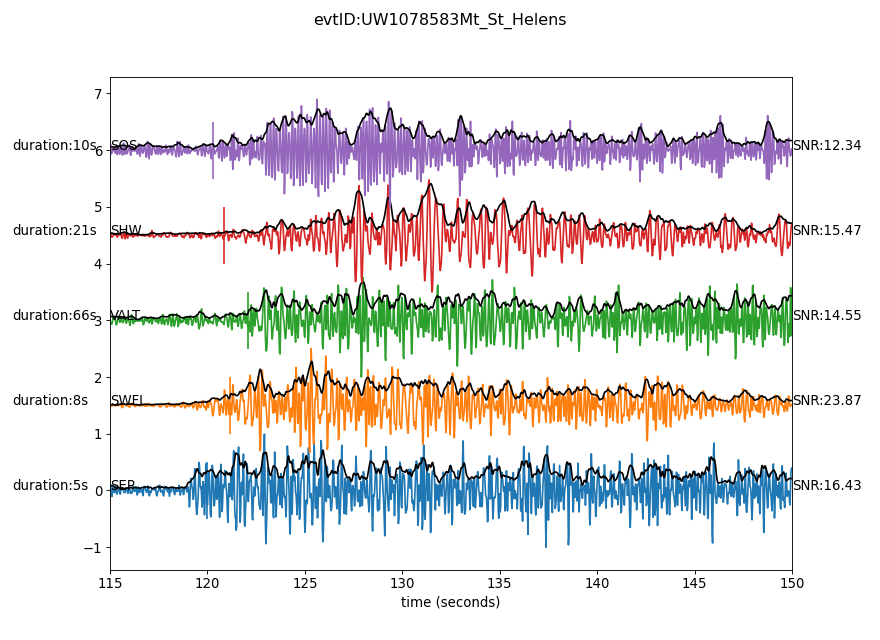 evtID:UW1078583Mt_St_Helens
7
duration:10s SOS SNR:12.34
6
5
duration:21s SHW SNR:15.47
4
duration:66s VALT SNR:14.55
3
2
duration:8s SWFL SNR:23.87
1
duration:5s SEP SNR:16.43
0
−1
115 120 125 130 135 140 145 150
time (seconds)